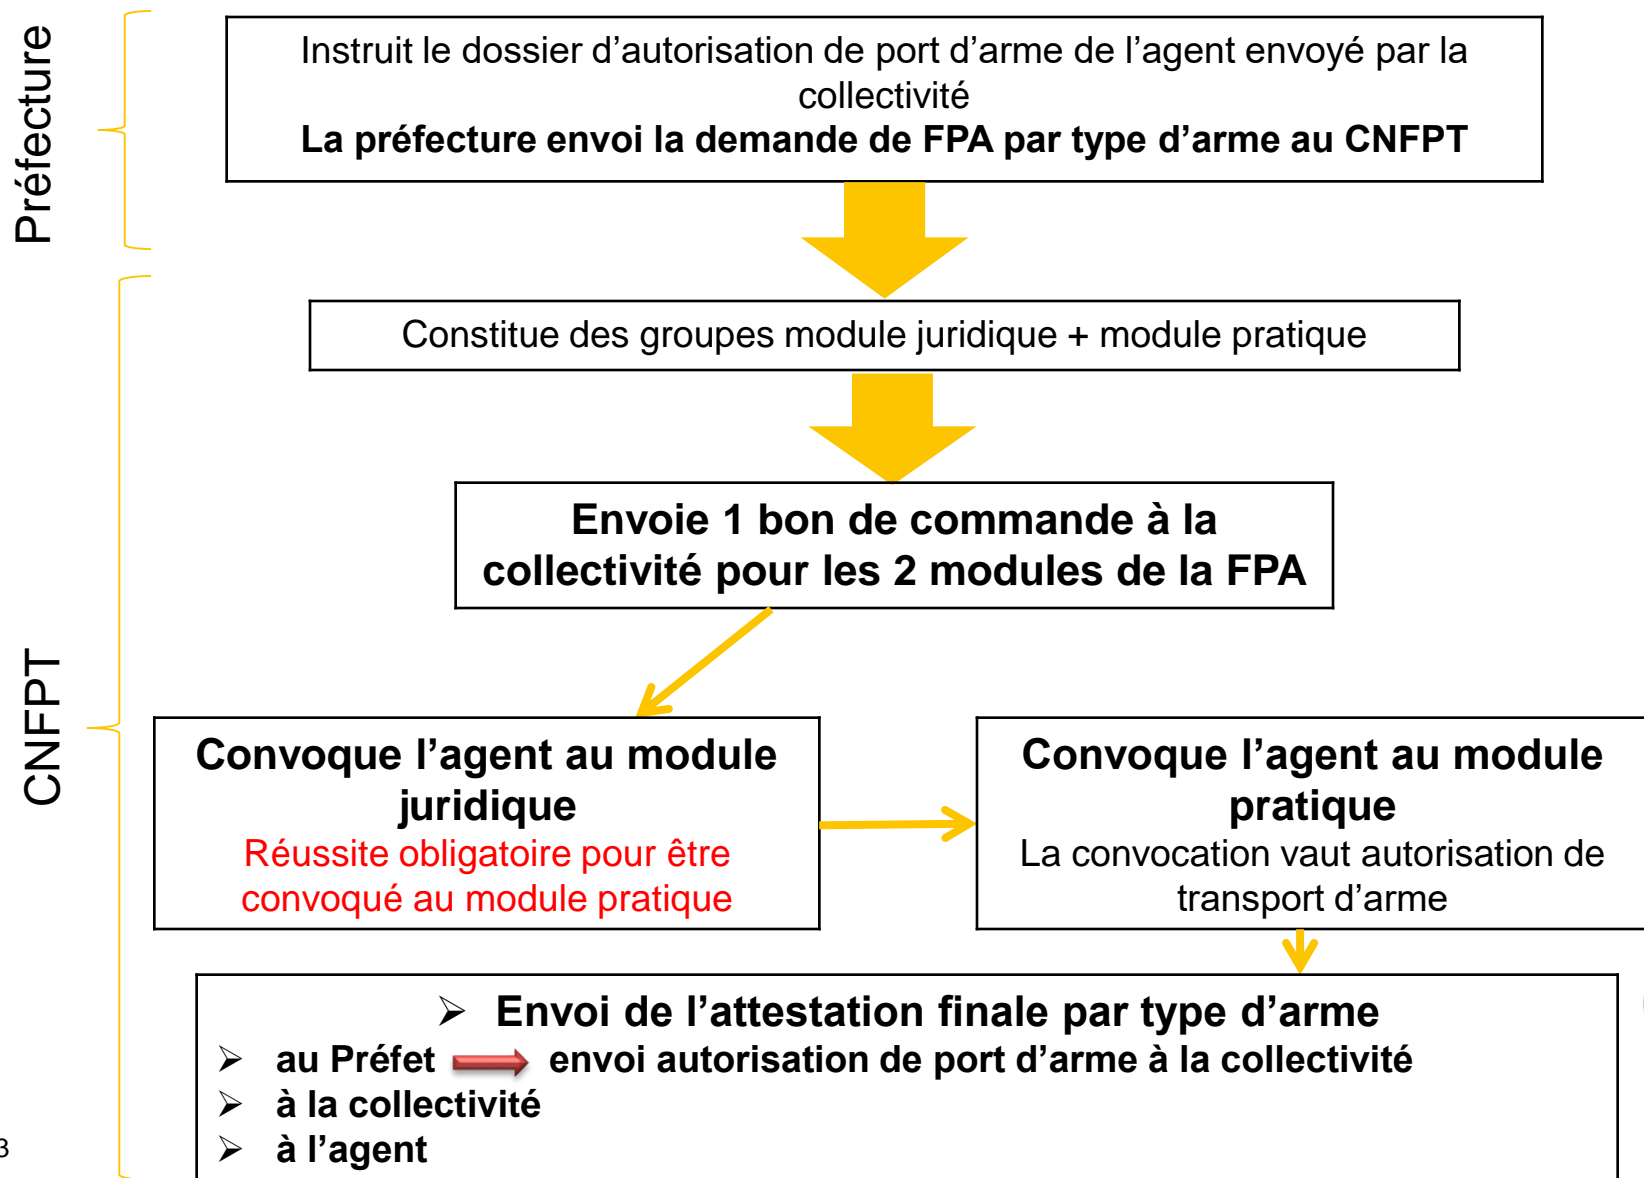 Préfecture
Instruit le dossier d’autorisation de port d’arme de l’agent envoyé par la
collectivité
La préfecture envoi la demande de FPA par type d’arme au CNFPT
CNFPT
Constitue des groupes module juridique + module pratique
Envoie 1 bon de commande à la
collectivité pour les 2 modules de la FPA
Convoque l’agent au module
juridique
Réussite obligatoire pour être
convoqué au module pratique
Convoque l’agent au module
pratique
La convocation vaut autorisation de
transport d’arme
➢ Envoi de l’attestation finale par type d’arme
➢ au Préfet envoi autorisation de port d’arme à la collectivité
➢ à la collectivité
➢ à l’agent
3